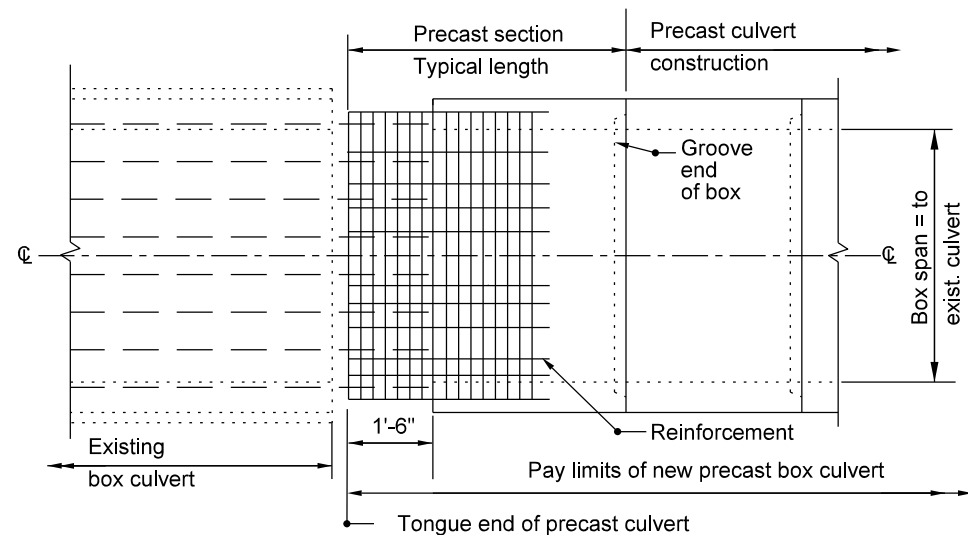 Precast section
Typical length
Precast culvert
construction
Groove
end
of box
℄
℄
Box span = to
exist. culvert
1'-6"
Reinforcement
Existing
box culvert
Pay limits of new precast box culvert
Tongue end of precast culvert